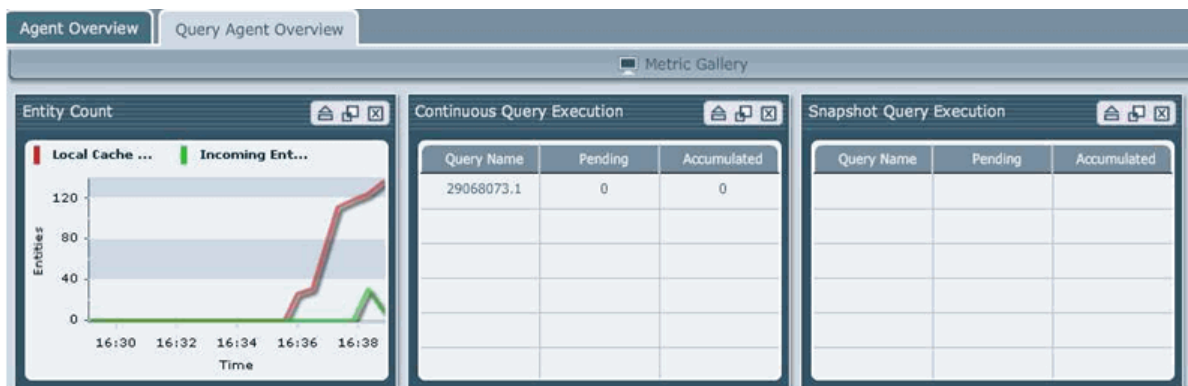 Agent Overview
Query Agent Overview
Metric Gallery
Entity Count
Local Cache ...
Incoming Ent...
120
80
40
0
Entities
16:30 16:32 16:34 16:36 16:38
Time
Continuous Query Execution
Query Name Pending Accumulated
29068073.1 0 0
Snapshot Query Execution
Query Name Pending Accumulated